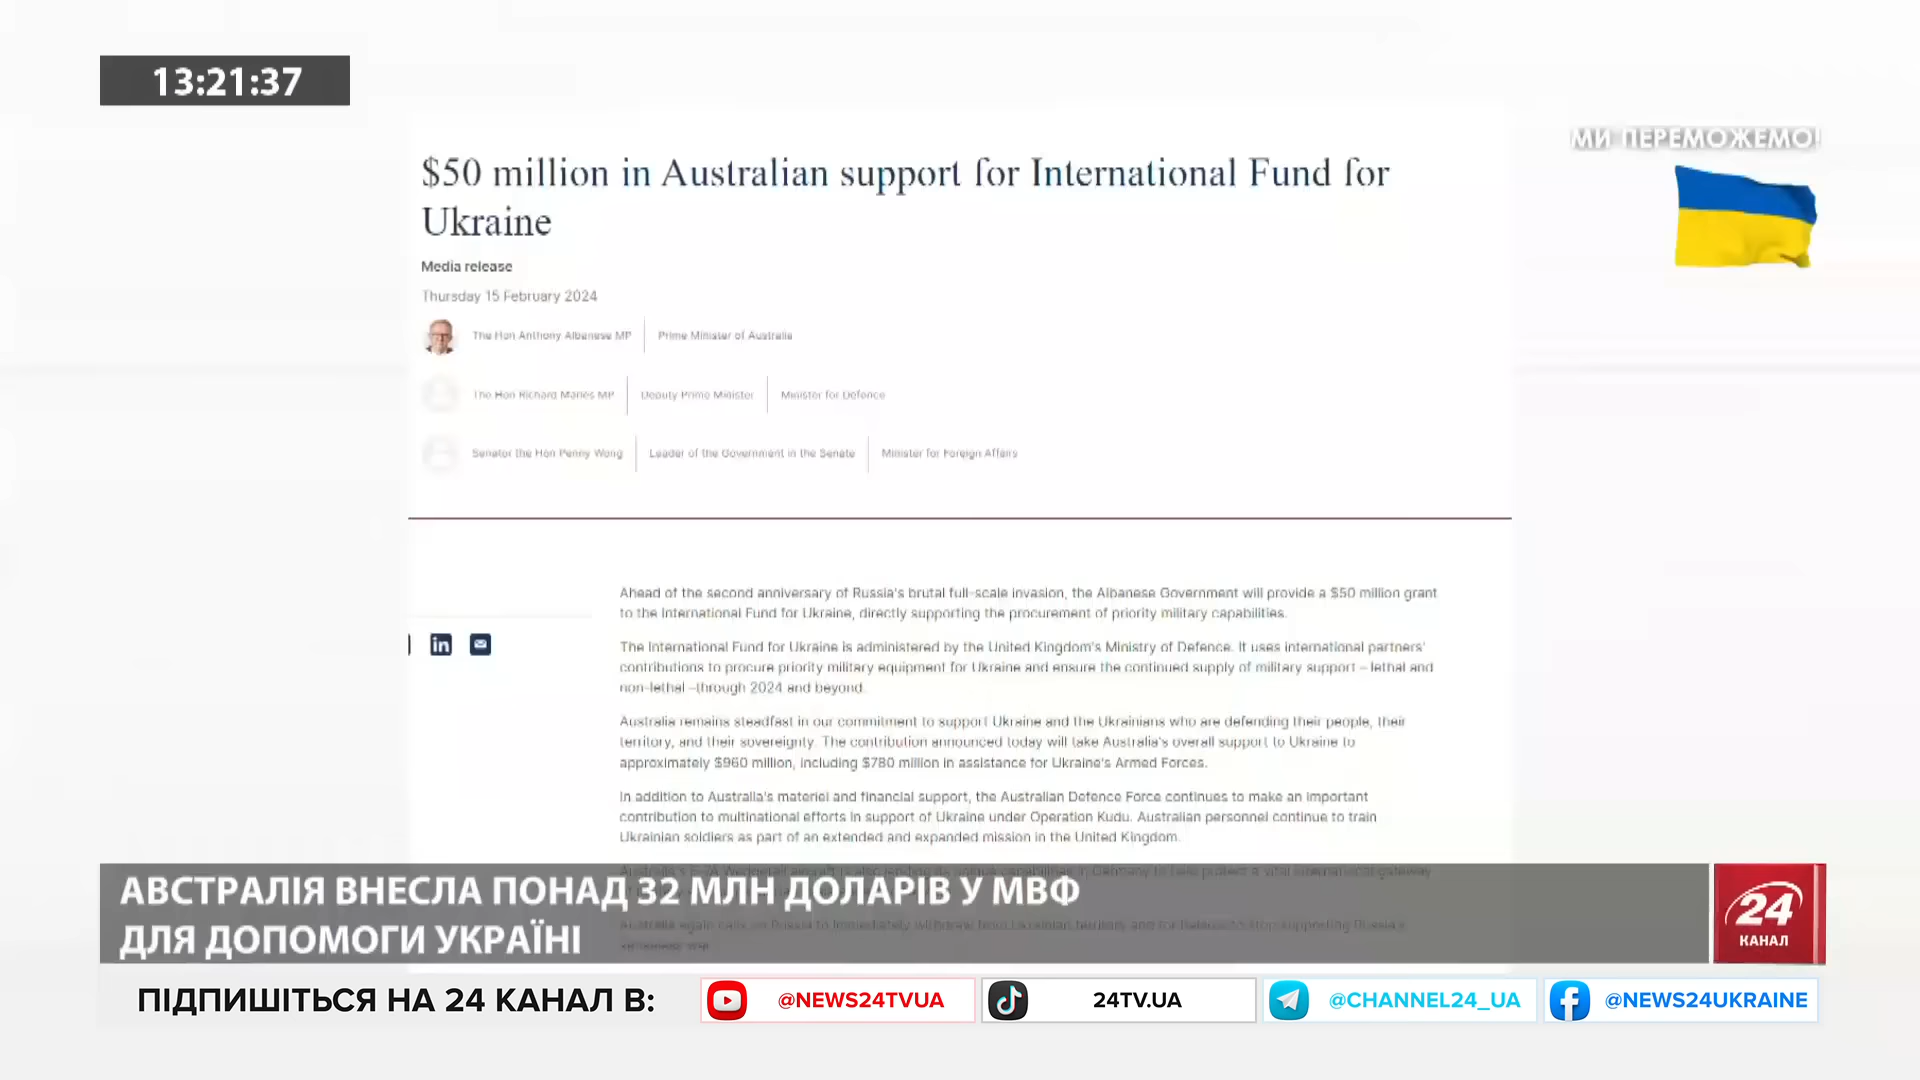 13:21:37
МИ ПЕРЕМОЖЕМО!
$50 million in Australian support for International Fund for
Ukraine
Media release
Thursday 15 February 2024
The Hon Anthony Albanese MP
Prime Minister of Australia
The Hon Richard Marles MP
Deputy Prime Minister
Minister for Defence
Senator the Hon Penny Wong
Leader of the Government in the Senate
Minister for Foreign Affairs
Ahead of the second anniversary of Russia's brutal full-scale invasion, the Albanese Government will provide a $50 million grant
to the International Fund for Ukraine, directly supporting the procurement of priority military capabilities.
in
The International Fund for Ukraine is administered by the United Kingdom's Ministry of Defence. It uses international partners'
contributions to procure priority military equipment for Ukraine and ensure the continued supply of military support – lethal and
non-lethal –through 2024 and beyond.
Australia remains steadfast in our commitment to support Ukraine and the Ukrainians who are defending their people, their
territory, and their sovereignty. The contribution announced today will take Australia's overall support to Ukraine to
approximately $960 million, including $780 million in assistance for Ukraine's Armed Forces.
In addition to Australia's materiel and financial support, the Australian Defence Force continues to make an important
contribution to multinational efforts in support of Ukraine under Operation Kudu. Australian personnel continue to train
Ukrainian soldiers as part of an extended and expanded mission in the United Kingdom.
АВСТРАЛІЯ ВНЕСЛА ПОНАД 32 МЛН ДОЛАРІВ У МВФ
ДЛЯ ДОПОМОГИ УКРАЇНІ
24
КАНАЛ
ПІДПИШІТЬСЯ НА 24 КАНАЛ В:
@NEWS24TVUA
24TV.UA
@CHANNEL24_UA
@NEWS24UKRAINE